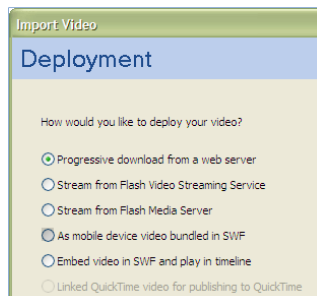 Import Video
Deployment
How would you like to deploy your video?
Progressive download from a web server
Stream from Flash Video Streaming Service
Stream from Flash Media Server
As mobile device video bundled in SWF
Embed video in SWF and play in timeline
Linked QuickTime video for publishing to QuickTime